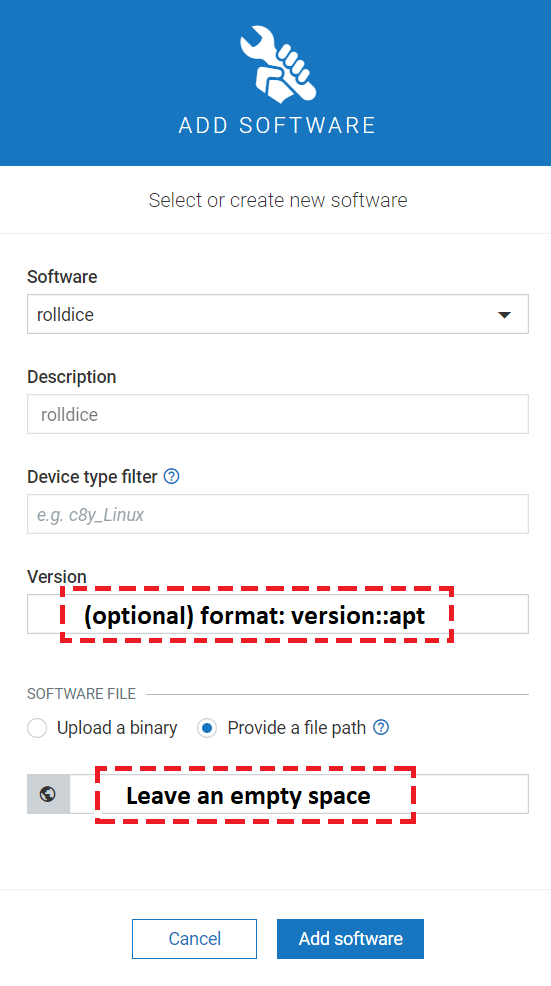 ADD SOFTWARE
Select or create new software
Software
rolldice
Description
rolldice
Device type filter ?
e.g. c8y_Linux
Version
(optional) format: version::apt
SOFTWARE FILE
Upload a binary Provide a file path ?
Leave an empty space
Cancel Add software